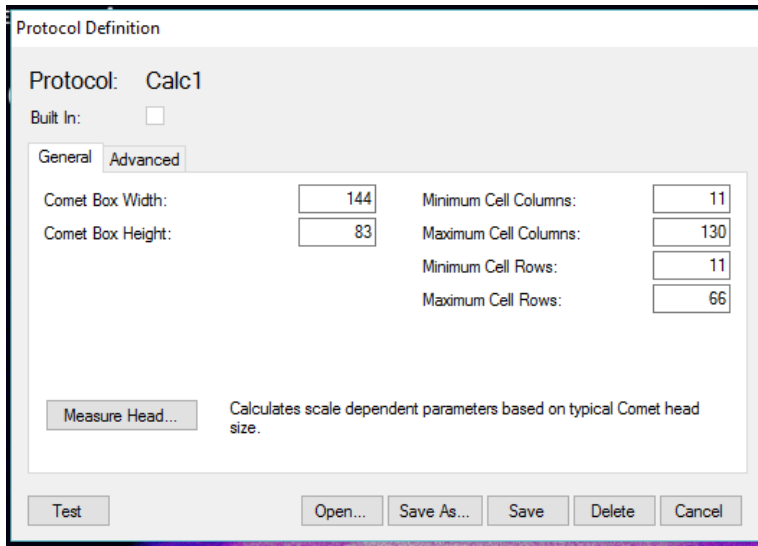 Protocol Definition
Protocol: Calc1
Built In:
General Advanced
Comet Box Width: 144 Minimum Cell Columns: 11
Comet Box Height: 83 Maximum Cell Columns: 130
Minimum Cell Rows: 11
Maximum Cell Rows: 66
Measure Head... Calculates scale dependent parameters based on typical Comet head
size.
Test Open... Save As... Save Delete Cancel